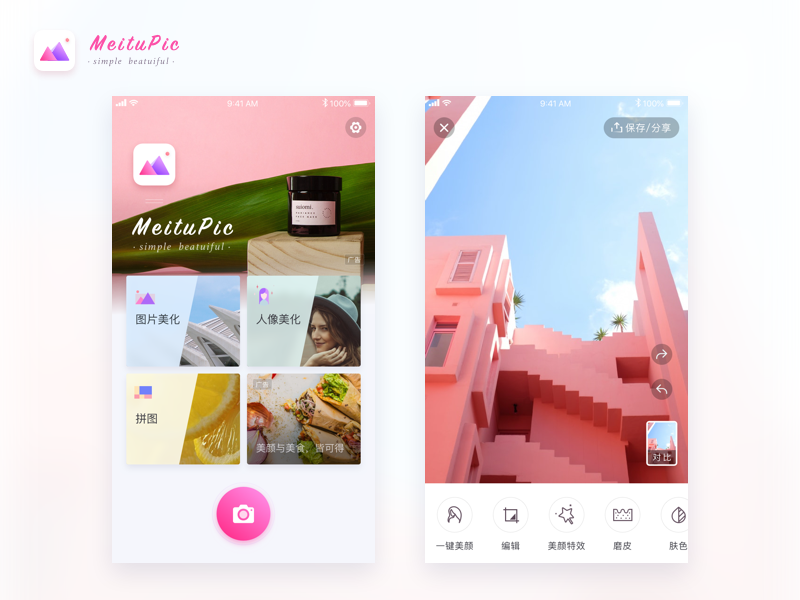 MeituPic
· simple beatuiful ·
9:41 AM
100%
MeituPic
· simple beatuiful ·
广告
图片美化
人像美化
拼图
广告
美颜与美食，皆可得
9:41 AM
100%
保存/分享
对比
一键美颜
编辑
美颜特效
磨皮
肤色